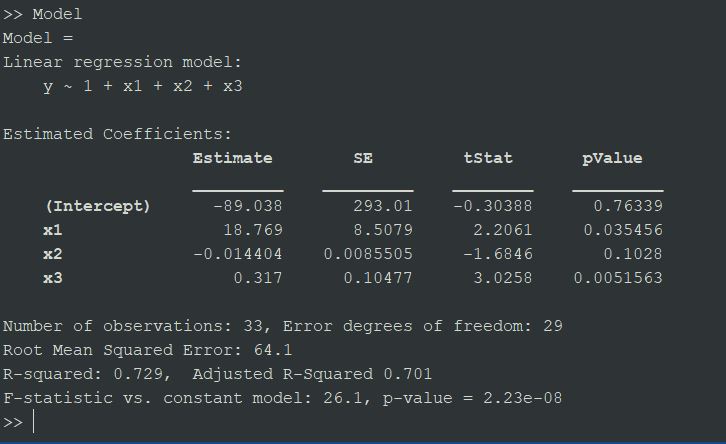 >> Model
Model =
Linear regression model:
y ~ 1 + x1 + x2 + x3
Estimated Coefficients:
Estimate SE tStat pValue
(Intercept) -89.038 293.01 -0.30388 0.76339
x1 18.769 8.5079 2.2061 0.035456
x2 -0.014404 0.0085505 -1.6846 0.1028
x3 0.317 0.10477 3.0258 0.0051563
Number of observations: 33, Error degrees of freedom: 29
Root Mean Squared Error: 64.1
R-squared: 0.729, Adjusted R-Squared 0.701
F-statistic vs. constant model: 26.1, p-value = 2.23e-08
>>